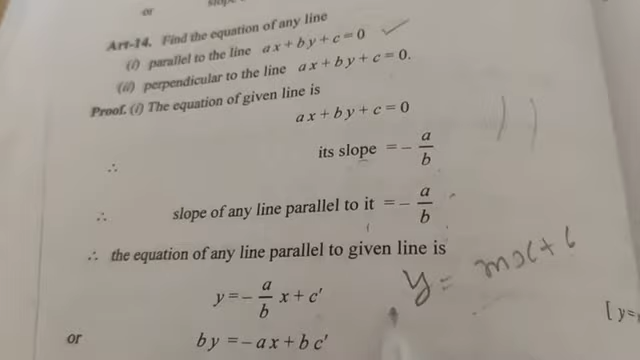 or
Art-14. Find the equation of any line
(i) parallel to the line ax + by + c = 0
(ii) perpendicular to the line ax + by + c = 0.
Proof. (i) The equation of given line is
ax + by + c = 0
∴ its slope = - a/b
∴ slope of any line parallel to it = - a/b
∴ the equation of any line parallel to given line is
y = - a/b x + c'
y = mx + c
[y=
or by = - ax + b c'